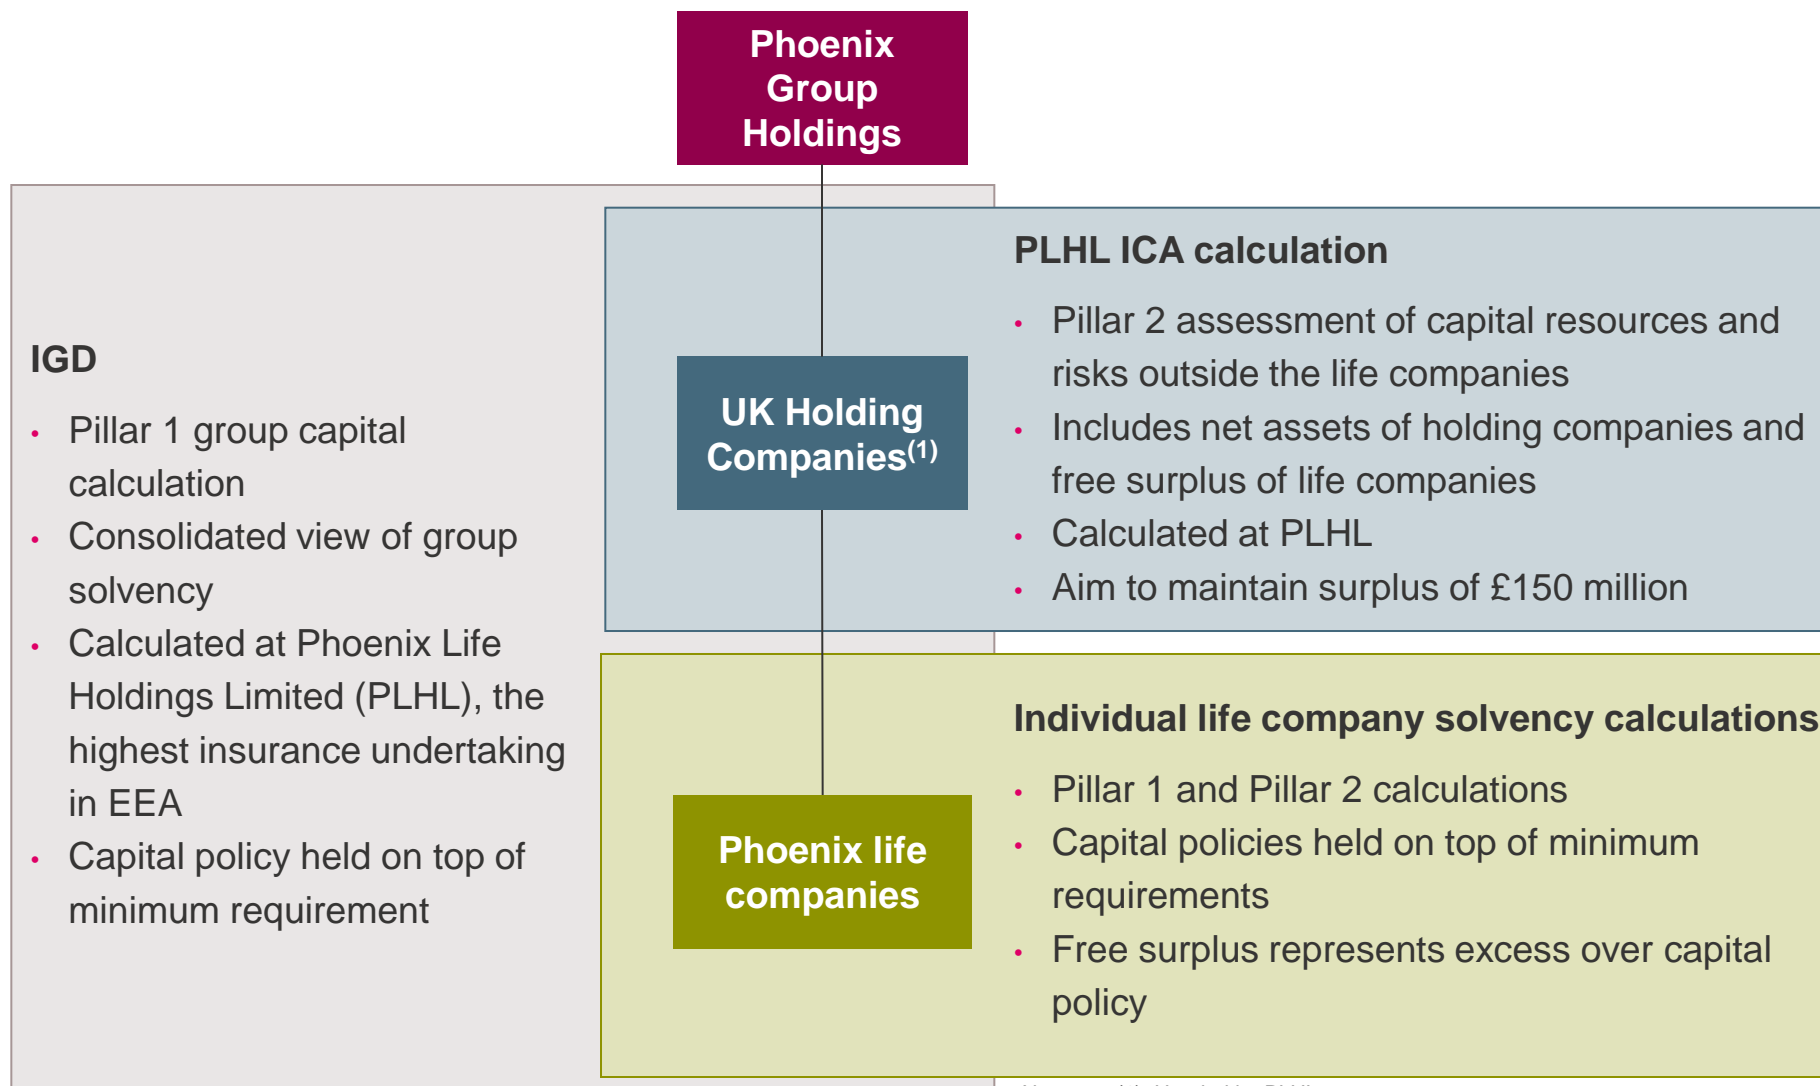 Phoenix
Group
Holdings
IGD
• Pillar 1 group capital
calculation
• Consolidated view of group
solvency
• Calculated at Phoenix Life
Holdings Limited (PLHL), the
highest insurance undertaking
in EEA
• Capital policy held on top of
minimum requirement
UK Holding
Companies(1)
PLHL ICA calculation
• Pillar 2 assessment of capital resources and
risks outside the life companies
• Includes net assets of holding companies and
free surplus of life companies
• Calculated at PLHL
• Aim to maintain surplus of £150 million
Phoenix life
companies
Individual life company solvency calculations
• Pillar 1 and Pillar 2 calculations
• Capital policies held on top of minimum
requirements
• Free surplus represents excess over capital
policy